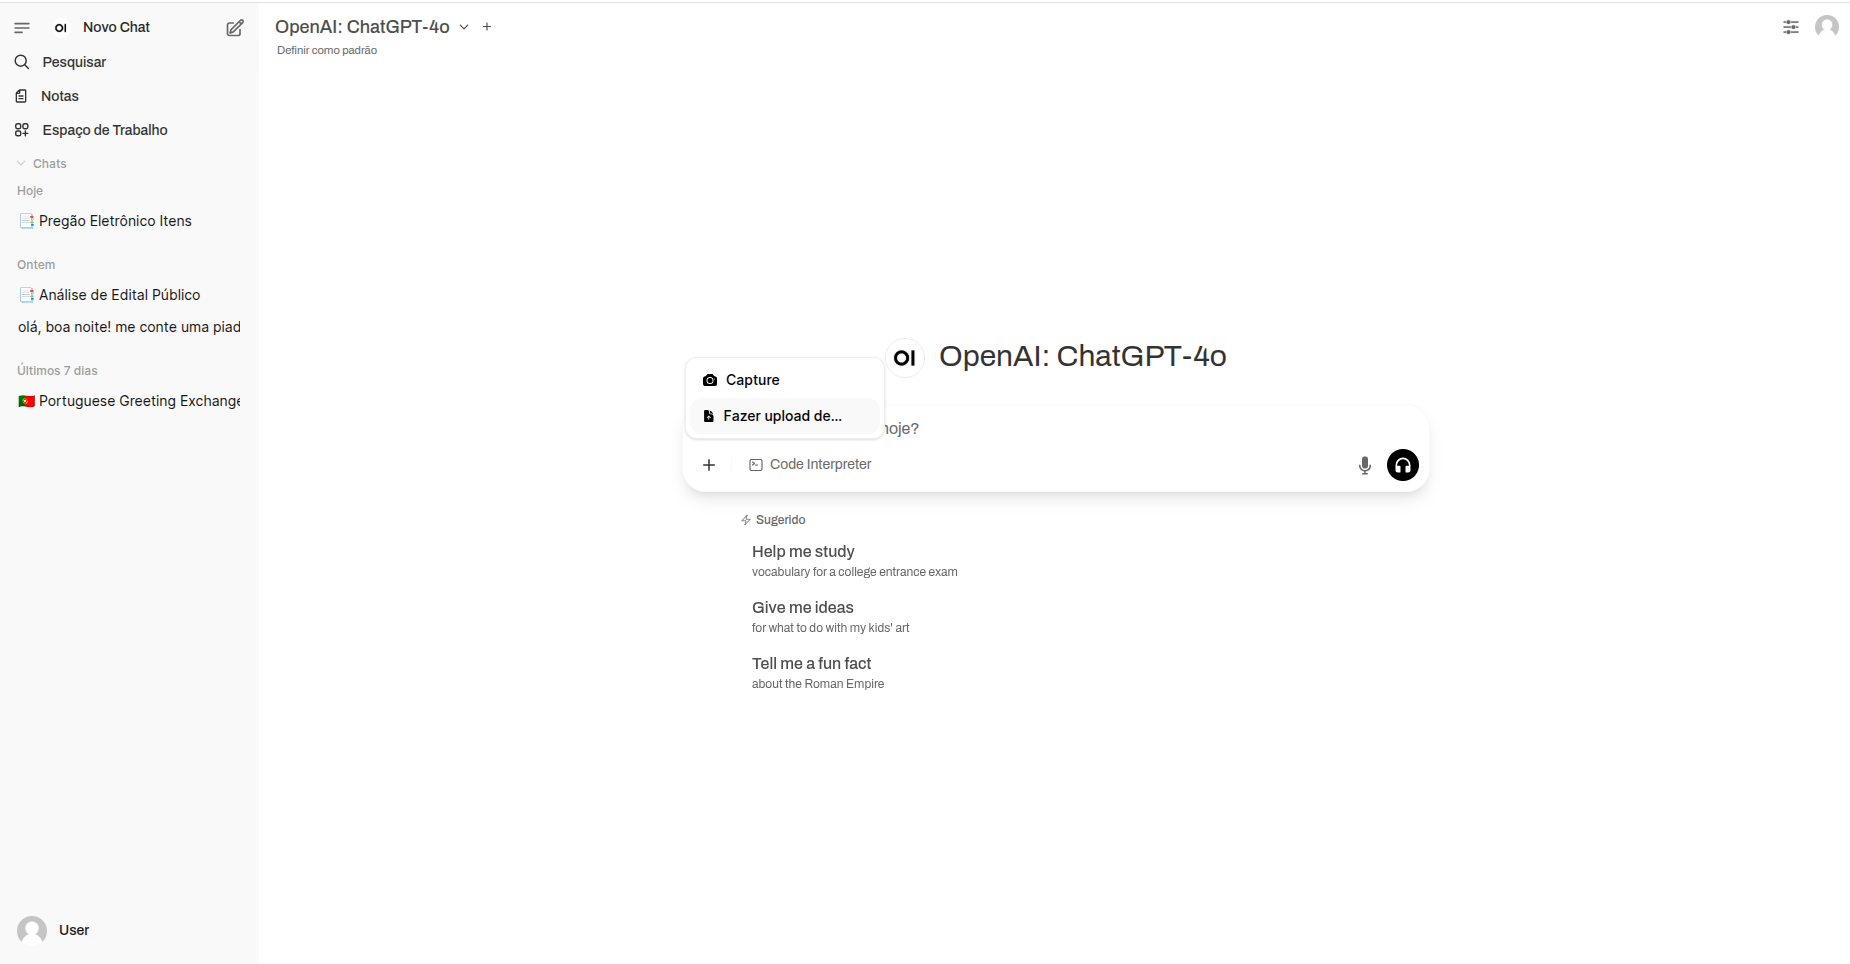 OI Novo Chat
Pesquisar
Notas
Espaço de Trabalho
Chats
Hoje
Pregão Eletrônico Itens
Ontem
Análise de Edital Público
olá, boa noite! me conte uma piad
Últimos 7 dias
Portuguese Greeting Exchange
User
OpenAI: ChatGPT-4o
Definir como padrão
OI OpenAI: ChatGPT-4o
Capture
Fazer upload de...
hoje?
Code Interpreter
Sugerido
Help me study
vocabulary for a college entrance exam
Give me ideas
for what to do with my kids' art
Tell me a fun fact
about the Roman Empire